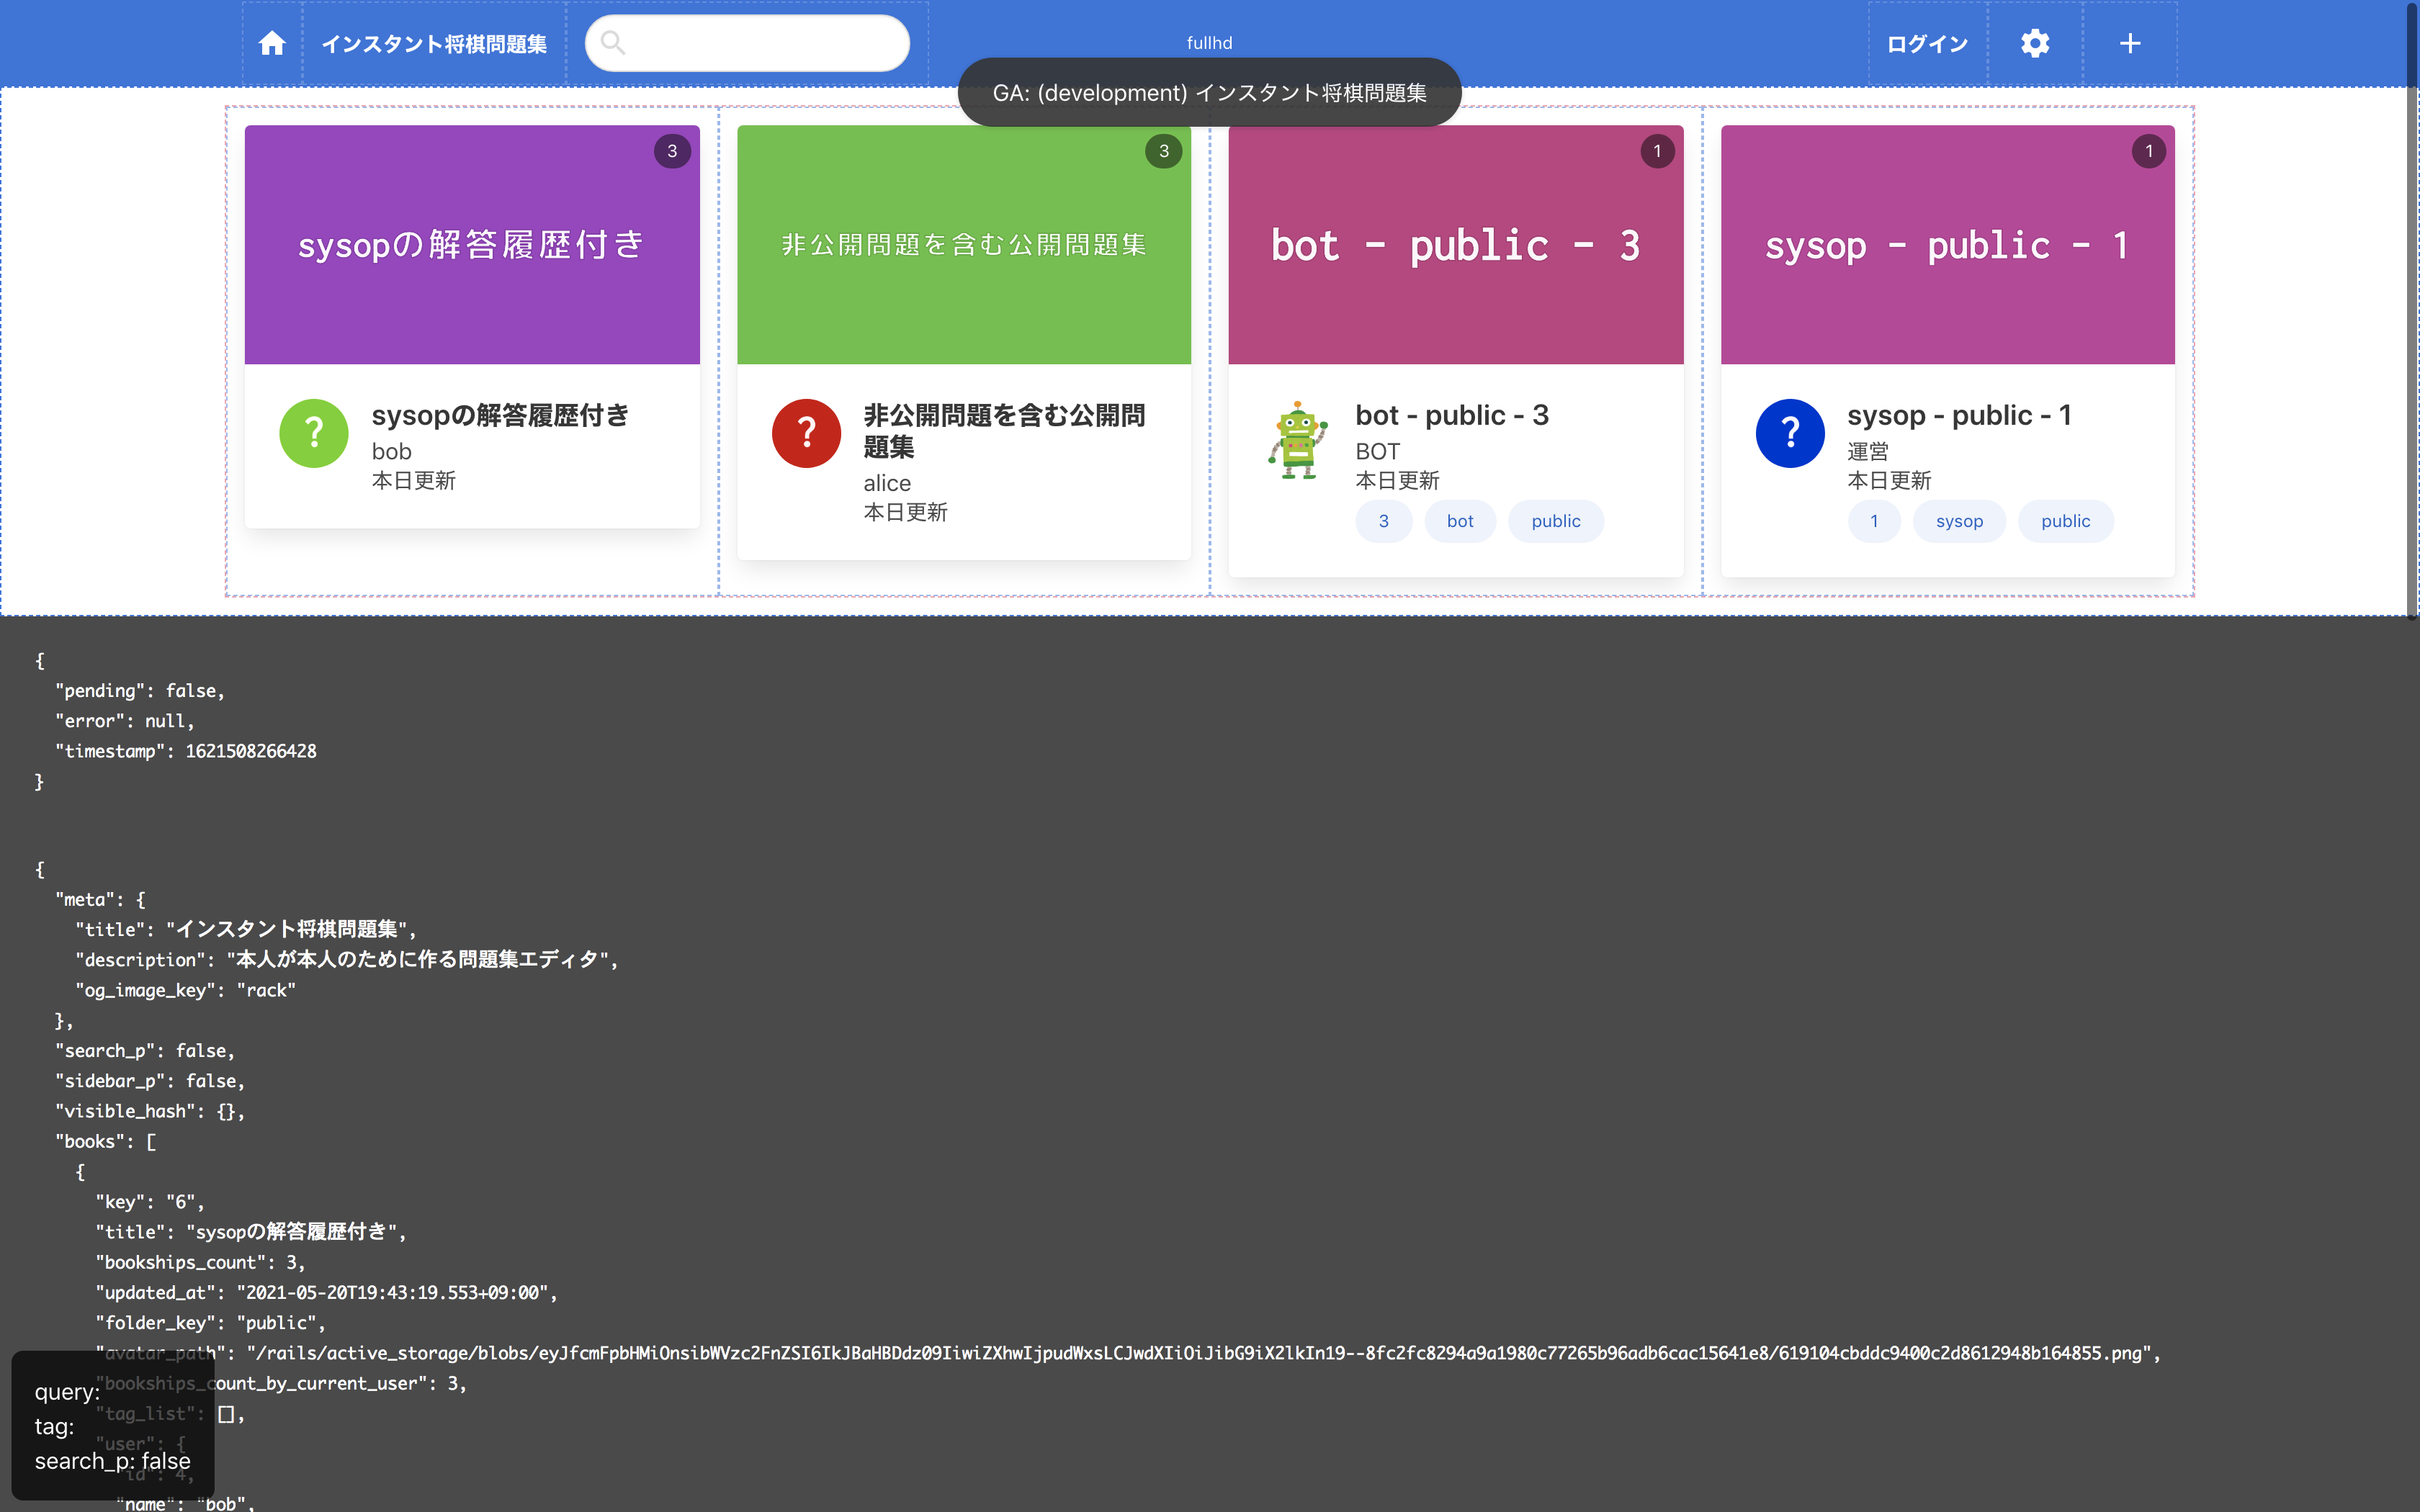 インスタント将棋問題集
fullhd
ログイン
GA: (development) インスタント将棋問題集
3
sysopの解答履歴付き
?
sysopの解答履歴付き
bob
本日更新
3
非公開問題を含む公開問題集
?
非公開問題を含む公開問
題集
alice
本日更新
1
bot - public - 3
bot - public - 3
BOT
本日更新
3 bot public
1
sysop - public - 1
?
sysop - public - 1
運営
本日更新
1 sysop public
{
"pending": false,
"error": null,
"timestamp": 1621508266428
}
{
"meta": {
"title": "インスタント将棋問題集",
"description": "本人が本人のために作る問題集エディタ",
"og_image_key": "rack"
},
"search_p": false,
"sidebar_p": false,
"visible_hash": {},
"books": [
{
"key": "6",
"title": "sysopの解答履歴付き",
"bookships_count": 3,
"updated_at": "2021-05-20T19:43:19.553+09:00",
"folder_key": "public",
"avatar_path": "/rails/active_storage/blobs/eyJfcmFpbHMiOnsibWVzc2FnZSI6IkJBaHBDdz09IiwiZXhwIjpudWxsLCJwdXIiOiJibG9iX2lkIn19--8fc2fc8294a9a1980c77265b96adb6cac15641e8/619104cbddc9400c2d8612948b164855.png",
"bookships_count_by_current_user": 3,
"tag_list": [],
"user": {
"id": 4,
"name": "bob",
query:
tag:
search_p: false